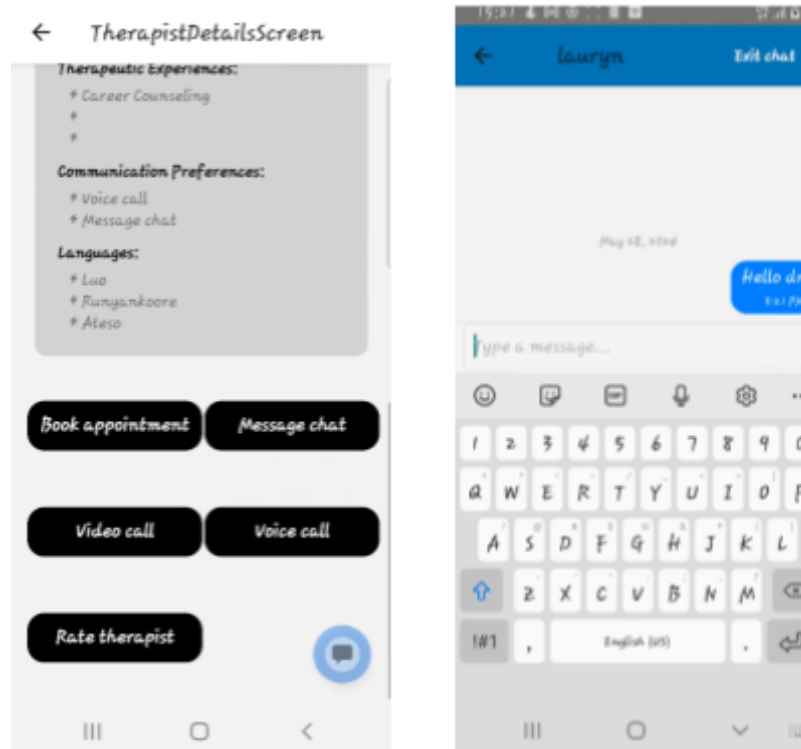 TherapistDetailsScreen
Therapeutic Experiences:
* Career Counseling
*
*
Communication Preferences:
* Voice call
* Message chat
Languages:
* Luo
* Runyankoore
* Ateso
Book appointment
Message chat
Video call
Voice call
Rate therapist
lauryn
Exit chat
Hello
Type a message...
GIF
1 2 3 4 5 6 7 8 9
Q W E R T Y U I O P
A S D F G H J K L
Z X C V B N M
!#1 , English (US) .